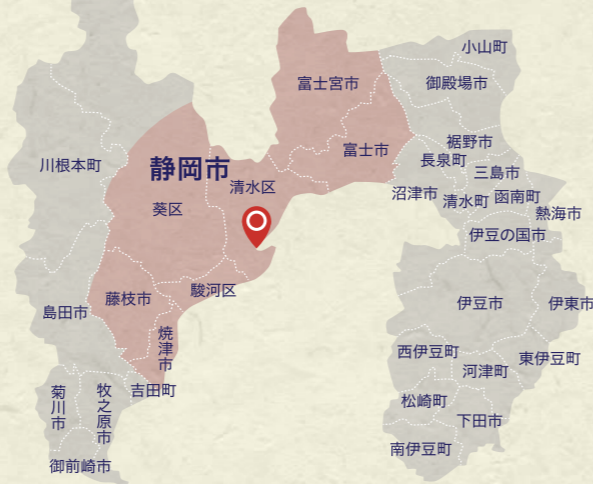 小山町
富士宮市
御殿場市
裾野市
富士市
長泉町
川根本町
静岡市
三島市
清水区
沼津市
清水町
函南町
葵区
熱海市
伊豆の国市
駿河区
藤枝市
伊豆市
伊東市
島田市
焼津市
西伊豆町
東伊豆町
河津町
吉田町
菊川市
牧之原市
松崎町
下田市
南伊豆町
御前崎市